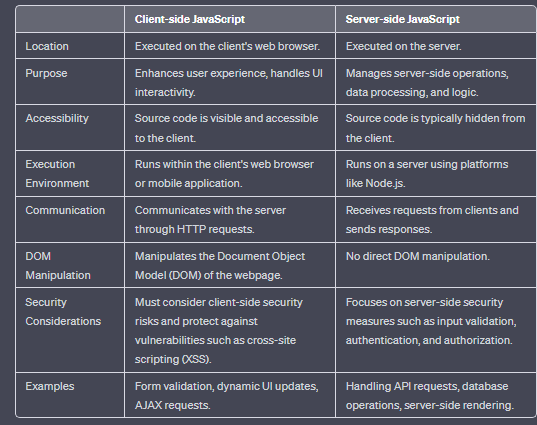 Client-side JavaScript Server-side JavaScript
Location Executed on the client's web browser. Executed on the server.
Purpose Enhances user experience, handles UI Manages server-side operations,
interactivity. data processing, and logic.
Accessibility Source code is visible and accessible Source code is typically hidden from
to the client. the client.
Execution Runs within the client's web browser Runs on a server using platforms
Environment or mobile application. like Node.js.
Communication Communicates with the server Receives requests from clients and
through HTTP requests. sends responses.
DOM Manipulates the Document Object No direct DOM manipulation.
Manipulation Model (DOM) of the webpage.
Security Must consider client-side security Focuses on server-side security
Considerations risks and protect against measures such as input validation,
vulnerabilities such as cross-site authentication, and authorization.
scripting (XSS).
Examples Form validation, dynamic UI updates, Handling API requests, database
AJAX requests. operations, server-side rendering.